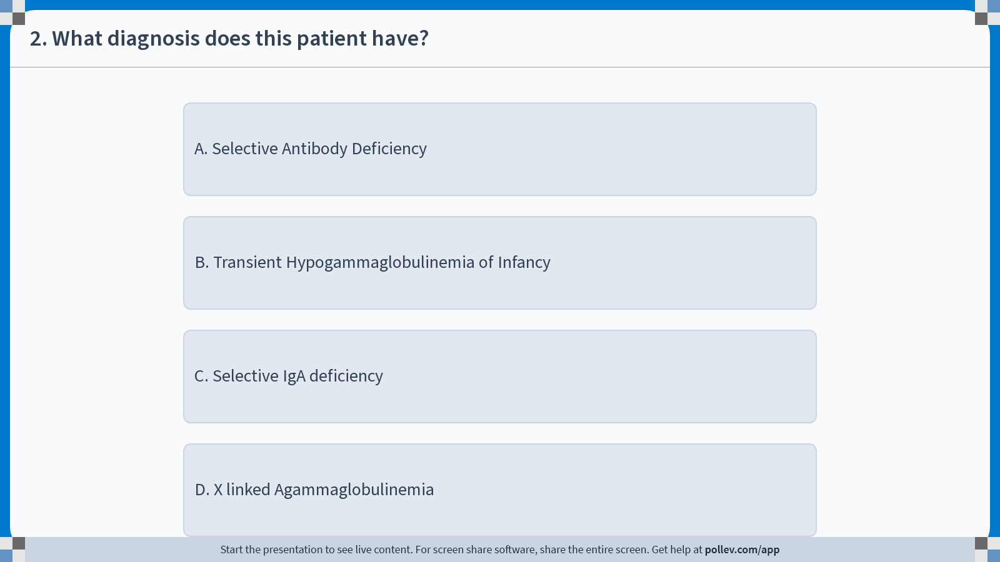 2. What diagnosis does this patient have?
A. Selective Antibody Deficiency
B. Transient Hypogammaglobulinemia of Infancy
C. Selective IgA deficiency
D. X linked Agammaglobulinemia
Start the presentation to see live content. For screen share software, share the entire screen. Get help at pollev.com/app